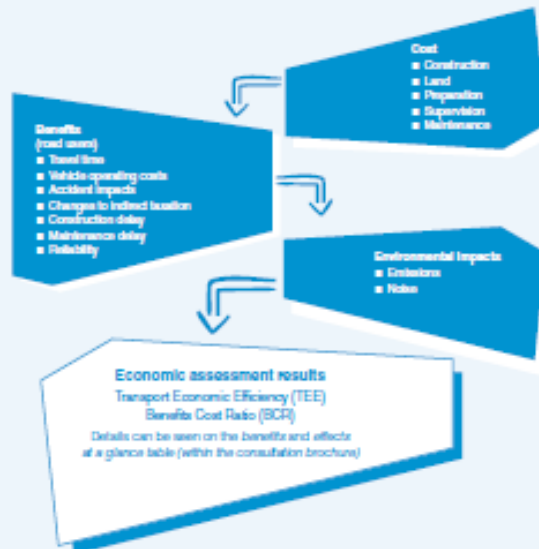 Cost
■ Construction
■ Land
■ Preparation
■ Supervision
■ Maintenance
Benefits
(road users)
■ Travel time
■ Vehicle operating costs
■ Accident impacts
■ Changes to indirect taxation
■ Construction delay
■ Maintenance delay
■ Reliability
Environmental Impacts
■ Emissions
■ Noise
Economic assessment results
Transport Economic Efficiency (TEE)
Benefits Cost Ratio (BCR)
Details can be seen on the benefits and effects
at a glance table (within the consultation brochure)